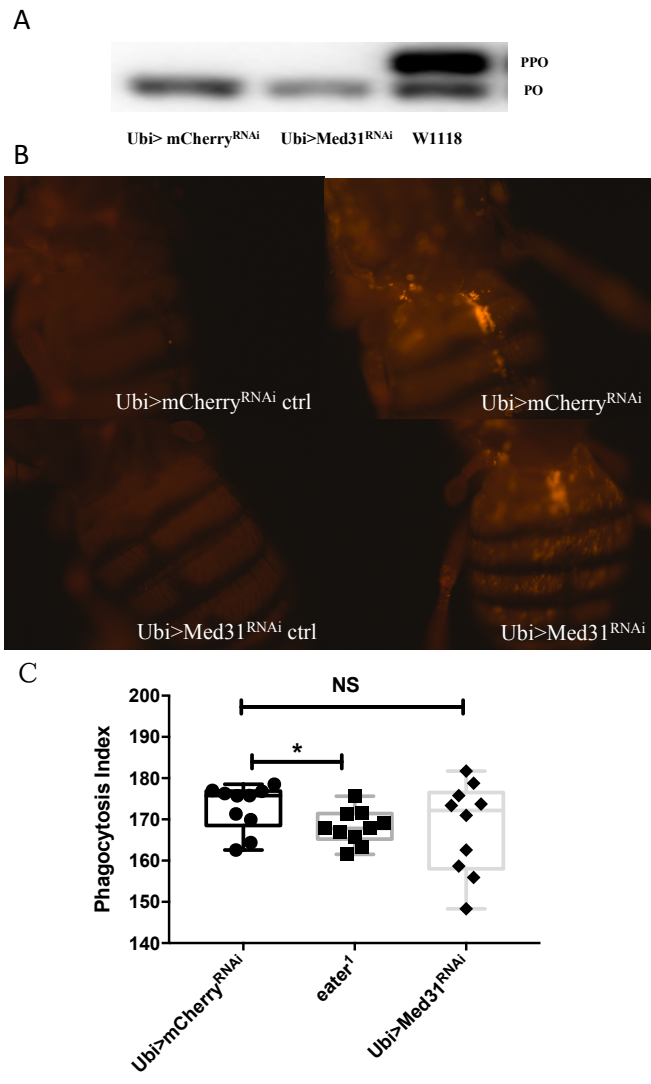 A
PPO
PO
Ubi> mCherryRNAi Ubi>Med31RNAi W1118
B
Ubi>mCherryRNAi ctrl
Ubi>mCherryRNAi
Ubi>Med31RNAi ctrl
Ubi>Med31RNAi
C
NS
*
200
190
180
170
160
150
140
Phagocytosis Index
Ubi>mCherryRNAi
eater1
Ubi>Med31RNAi